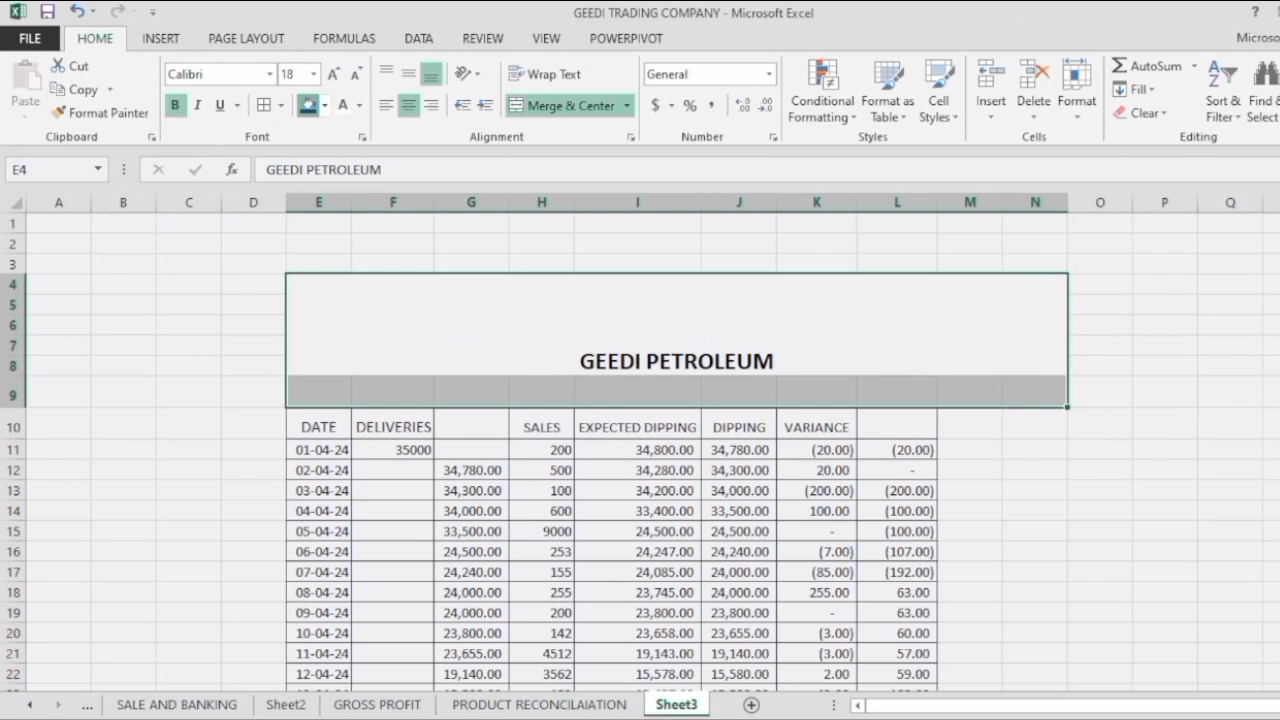 GEEDI TRADING COMPANY - Microsoft Excel ?
FILE HOME INSERT PAGE LAYOUT FORMULAS DATA REVIEW VIEW POWERPIVOT Microso
Paste Cut Copy Format Painter Clipboard
Calibri 18 B I U A Font
Wrap Text Merge & Center Alignment
General $ % , Number
Conditional Formatting Format as Table Cell Styles Styles
Insert Delete Format Cells
AutoSum Fill Clear Sort & Filter Find & Select Editing
E4 fx GEEDI PETROLEUM
A B C D E F G H I J K L M N O P Q
1
2
3
4
5
6
7
8 GEEDI PETROLEUM
9
10 DATE DELIVERIES SALES EXPECTED DIPPING DIPPING VARIANCE
11 01-04-24 35000 200 34,800.00 34,780.00 (20.00) (20.00)
12 02-04-24 34,780.00 500 34,280.00 34,300.00 20.00 -
13 03-04-24 34,300.00 100 34,200.00 34,000.00 (200.00) (200.00)
14 04-04-24 34,000.00 600 33,400.00 33,500.00 100.00 (100.00)
15 05-04-24 33,500.00 9000 24,500.00 24,500.00 - (100.00)
16 06-04-24 24,500.00 253 24,247.00 24,240.00 (7.00) (107.00)
17 07-04-24 24,240.00 155 24,085.00 24,000.00 (85.00) (192.00)
18 08-04-24 24,000.00 255 23,745.00 24,000.00 255.00 63.00
19 09-04-24 24,000.00 200 23,800.00 23,800.00 - 63.00
20 10-04-24 23,800.00 142 23,658.00 23,655.00 (3.00) 60.00
21 11-04-24 23,655.00 4512 19,143.00 19,140.00 (3.00) 57.00
22 12-04-24 19,140.00 3562 15,578.00 15,580.00 2.00 59.00
... SALE AND BANKING Sheet2 GROSS PROFIT PRODUCT RECONCILAIATION Sheet3